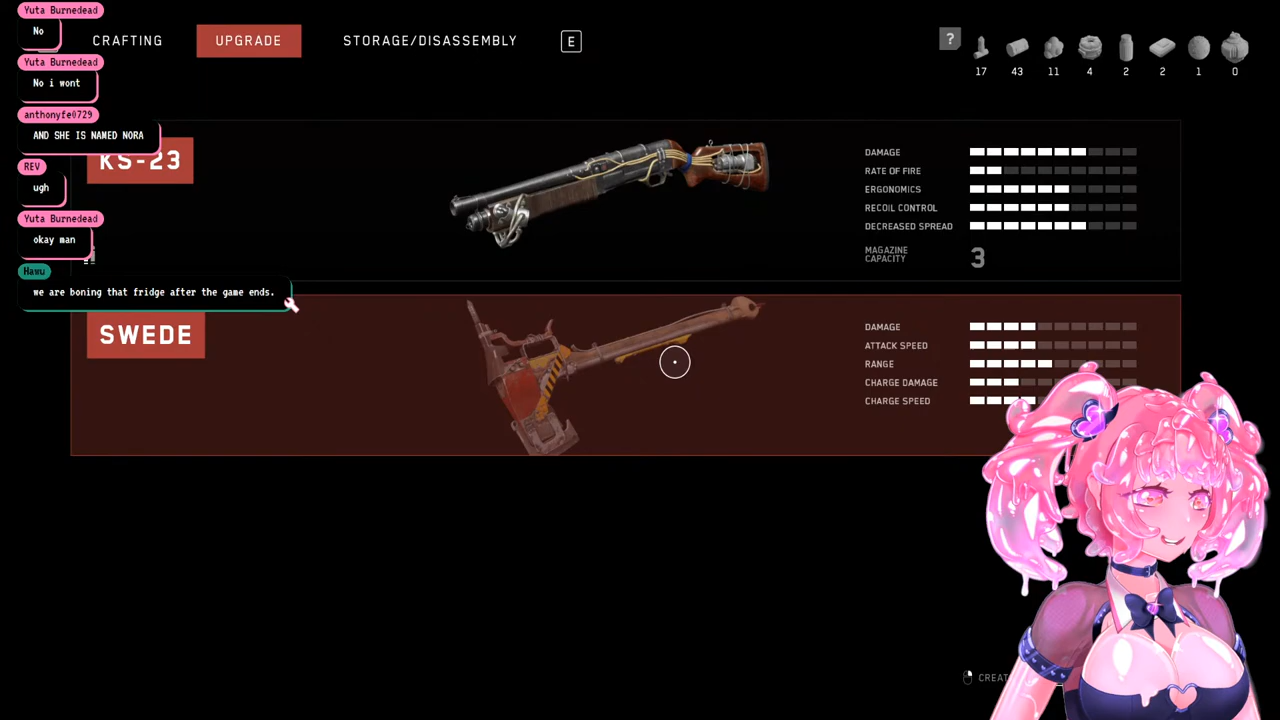 Yuta Burnedead
No
Yuta Burnedead
No i wont
anthonyfe0729
AND SHE IS NAMED NORA
REV
ugh
Yuta Burnedead
okay man
Hawu
we are boning that fridge after the game ends.
CRAFTING
UPGRADE
STORAGE/DISASSEMBLY
E
?
17
43
11
4
2
2
1
0
KS-23
DAMAGE
RATE OF FIRE
ERGONOMICS
RECOIL CONTROL
DECREASED SPREAD
MAGAZINE
CAPACITY
3
SWEDE
DAMAGE
ATTACK SPEED
RANGE
CHARGE DAMAGE
CHARGE SPEED